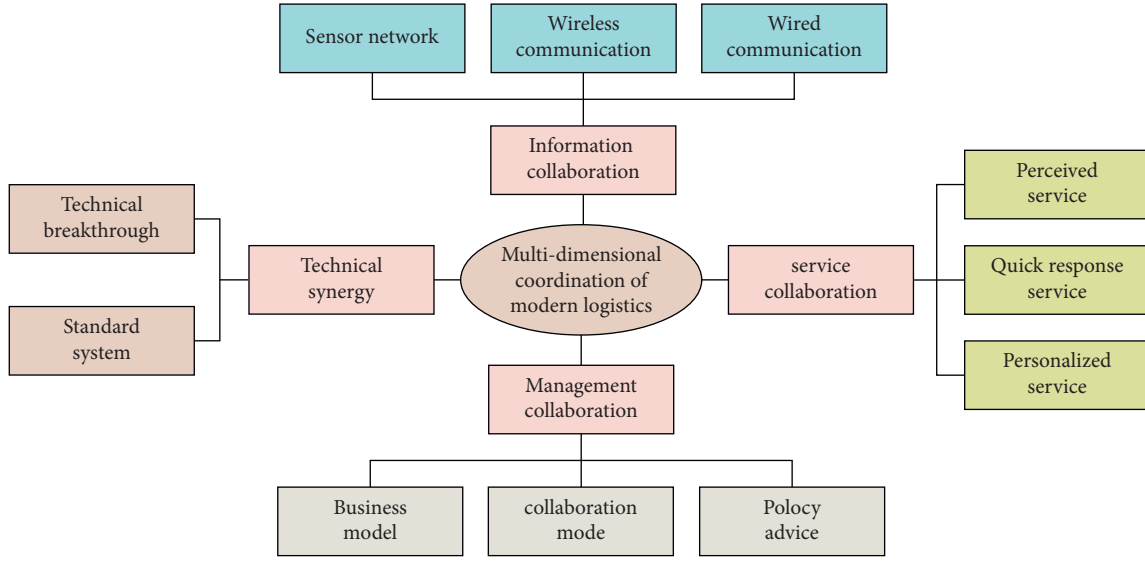 Sensor network
Wireless
communication
Wired
communication
Information
collaboration
Technical
breakthrough
Standard
system
Technical
synergy
Multi-dimensional
coordination of
modern logistics
service
collaboration
Perceived
service
Quick response
service
Personalized
service
Management
collaboration
Business
model
collaboration
mode
Polocy
advice